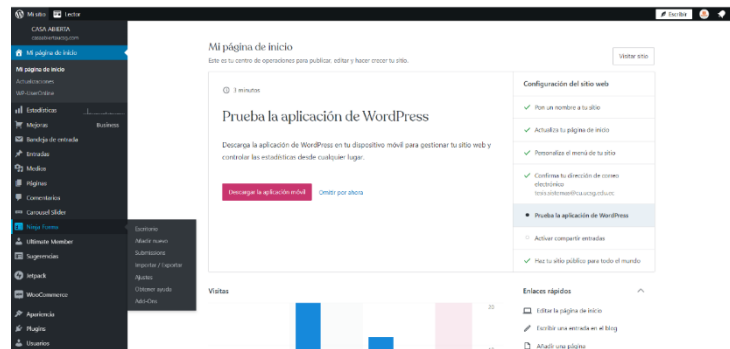 Mi sitio
Lector
Escribir
CASA ABIERTA
Mi página de inicio
Mi página de inicio
Actualizaciones
WP-UserOnline
Estadísticas
Mejoras
Business
Bandeja de entrada
Entradas
Medios
Páginas
Comentarios
Carousel Slider
Ninja Forms
Ultimate Member
Sugerencias
Jetpack
WooCommerce
Apariencia
Plugins
Usuarios
Escritorio
Añadir nuevo
Submissions
Importar / Exportar
Ajustes
Obtener ayuda
Add-Ons
Mi página de inicio
Este es tu centro de operaciones para publicar, editar y hacer crecer tu sitio.
Visitar sitio
3 minutos
Prueba la aplicación de WordPress
Descarga la aplicación de WordPress en tu dispositivo móvil para gestionar tu sitio web y
controlar las estadísticas desde cualquier lugar.
Descargar la aplicación móvil
Omitir por ahora
Configuración del sitio web
Pon un nombre a tu sitio
Actualiza tu página de inicio
Personaliza el menú de tu sitio
Confirma tu dirección de correo
electrónico
Prueba la aplicación de WordPress
Activar compartir entradas
Haz tu sitio público para todo el mundo
Visitas
20
Enlaces rápidos
Editar la página de inicio
Escribir una entrada en el blog
Añadir una página